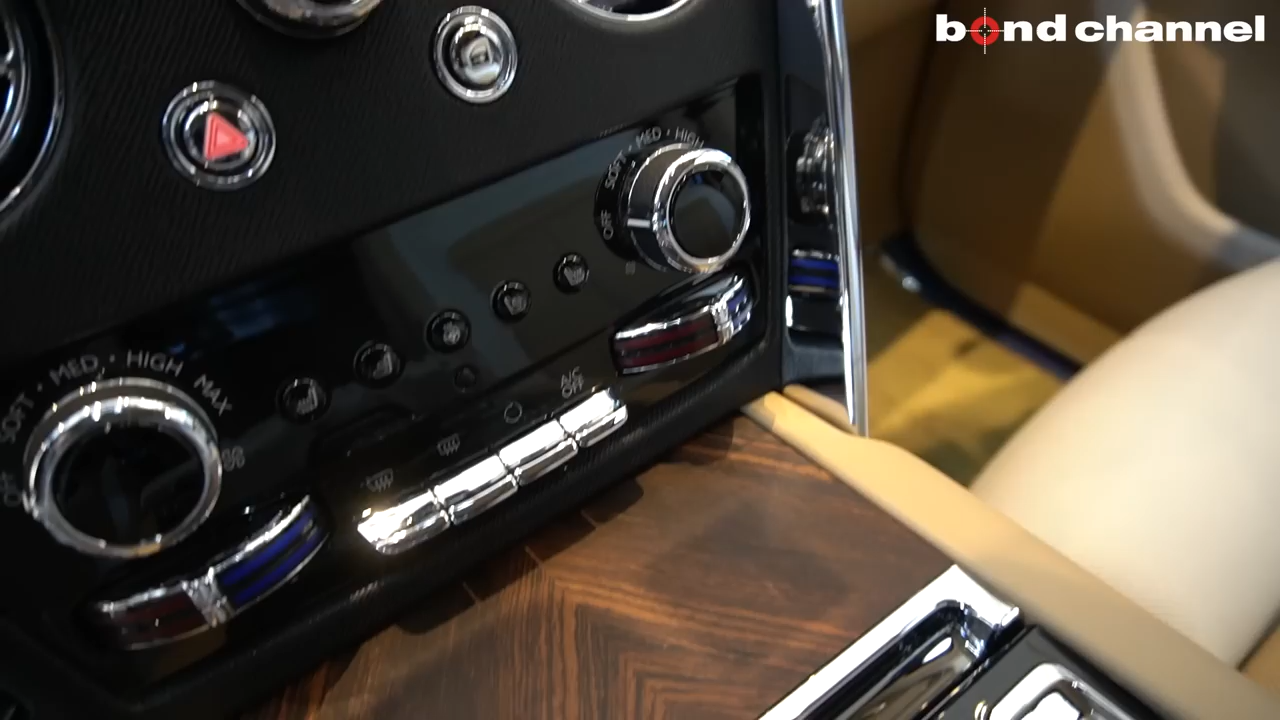 bond channel
SOFT · MED · HIGH
OFF
SOFT · MED · HIGH MAX
OFF
A/C
OFF